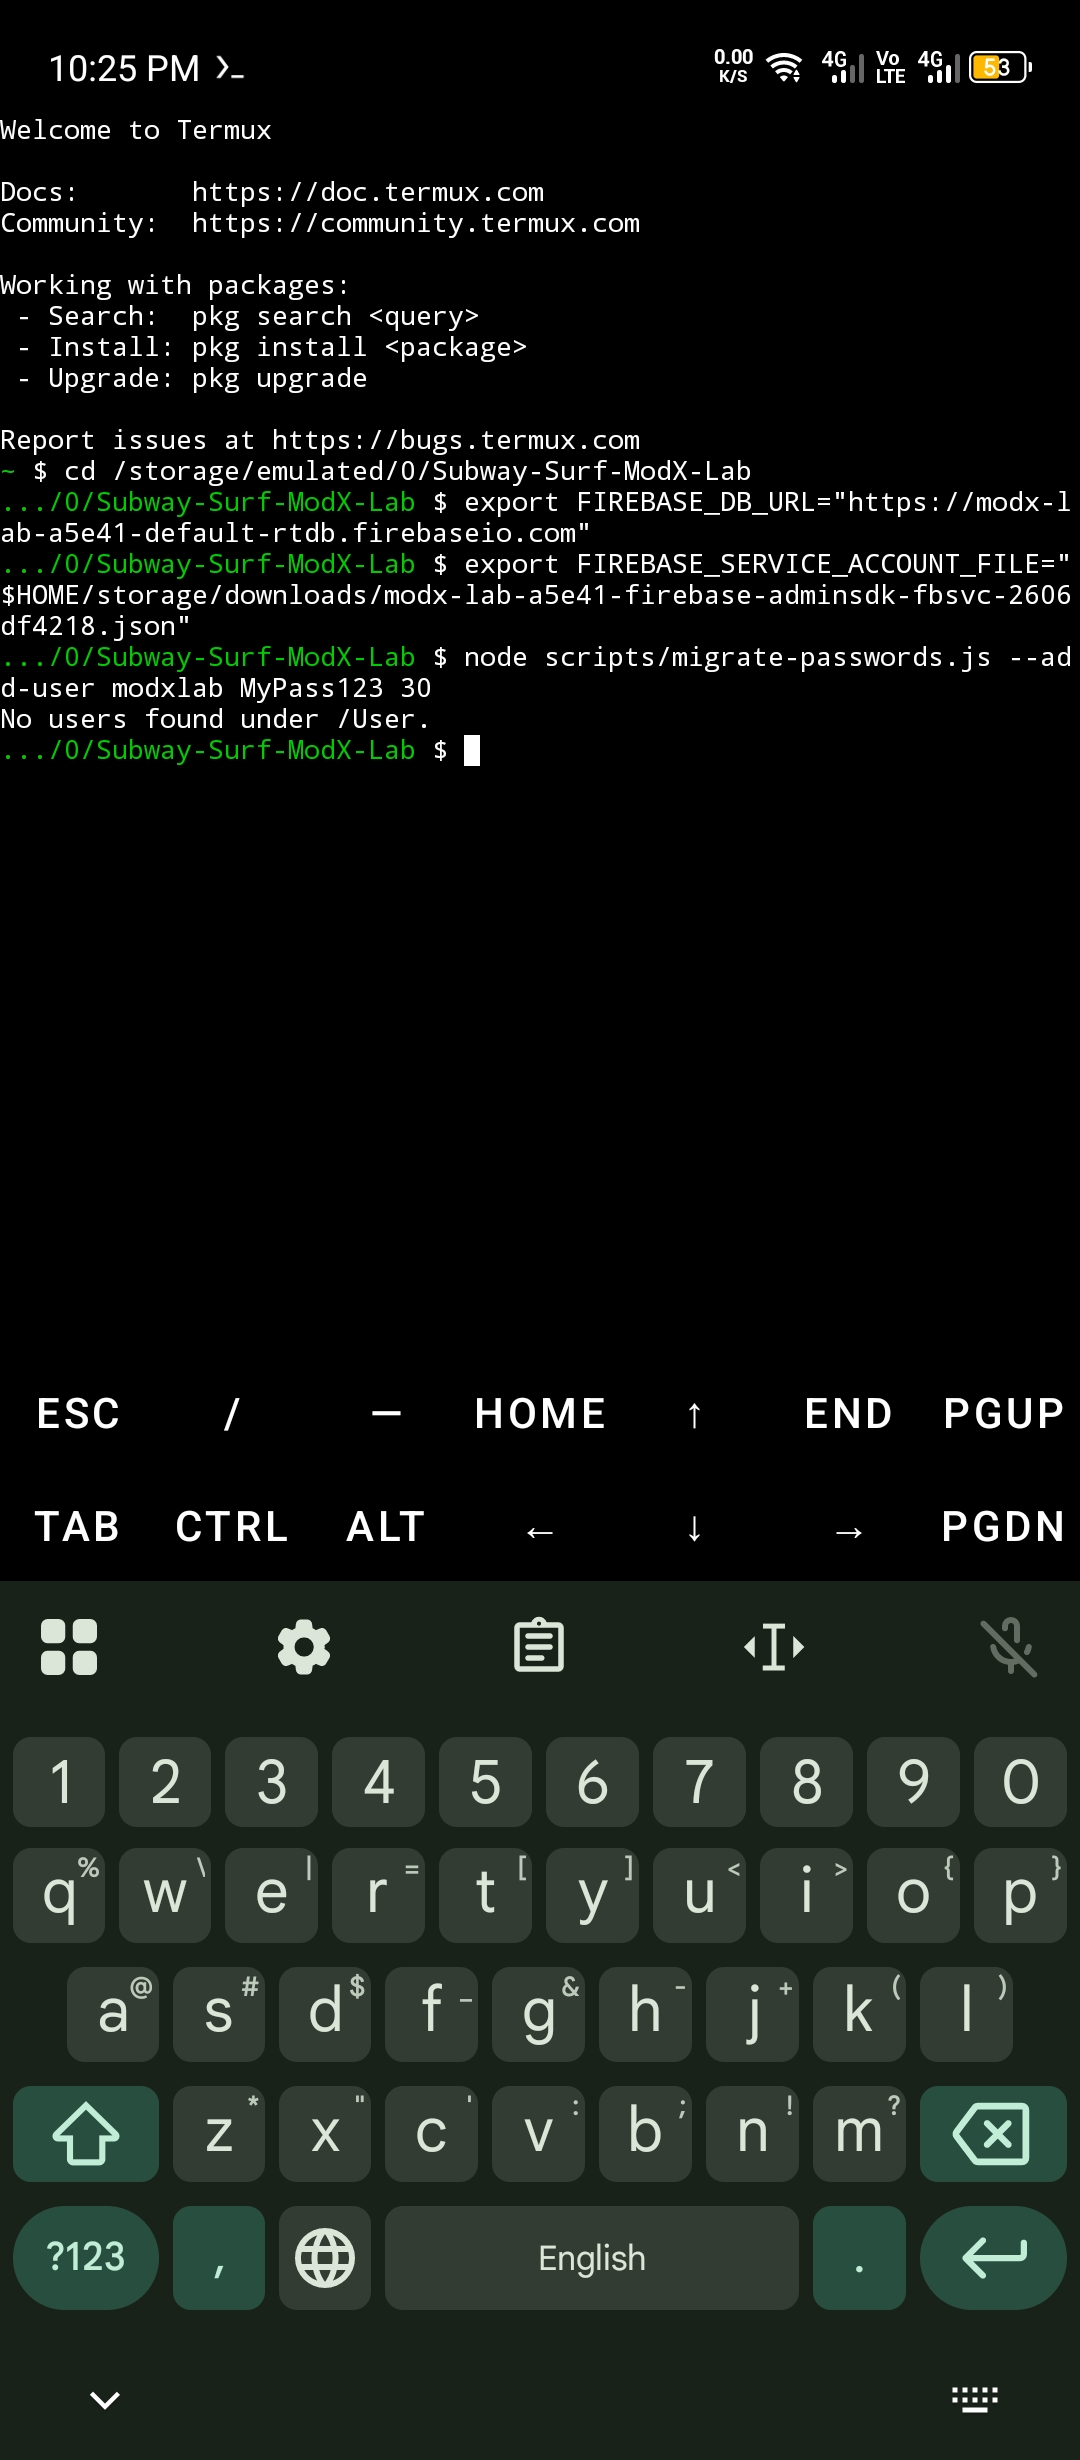 10:25 PM >_ 0.00 K/S 4G Vo LTE 4G 53
Welcome to Termux
Docs:       https://doc.termux.com
Community:  https://community.termux.com
Working with packages:
 - Search:  pkg search <query>
 - Install: pkg install <package>
 - Upgrade: pkg upgrade
Report issues at https://bugs.termux.com
~ $ cd /storage/emulated/0/Subway-Surf-ModX-Lab
.../0/Subway-Surf-ModX-Lab $ export FIREBASE_DB_URL="https://modx-l
ab-a5e41-default-rtdb.firebaseio.com"
.../0/Subway-Surf-ModX-Lab $ export FIREBASE_SERVICE_ACCOUNT_FILE="
$HOME/storage/downloads/modx-lab-a5e41-firebase-adminsdk-fbsvc-2606
df4218.json"
.../0/Subway-Surf-ModX-Lab $ node scripts/migrate-passwords.js --ad
d-user modxlab MyPass123 30
No users found under /User.
.../0/Subway-Surf-ModX-Lab $
ESC / — HOME ↑ END PGUP
TAB CTRL ALT ← ↓ → PGDN
1 2 3 4 5 6 7 8 9 0
q % w \ e | r = t [ y ] u < i > o { p }
a @ s # d $ f _ g & h - j + k ( l )
z * x " c ' v : b ; n ! m ?
?123 , English .